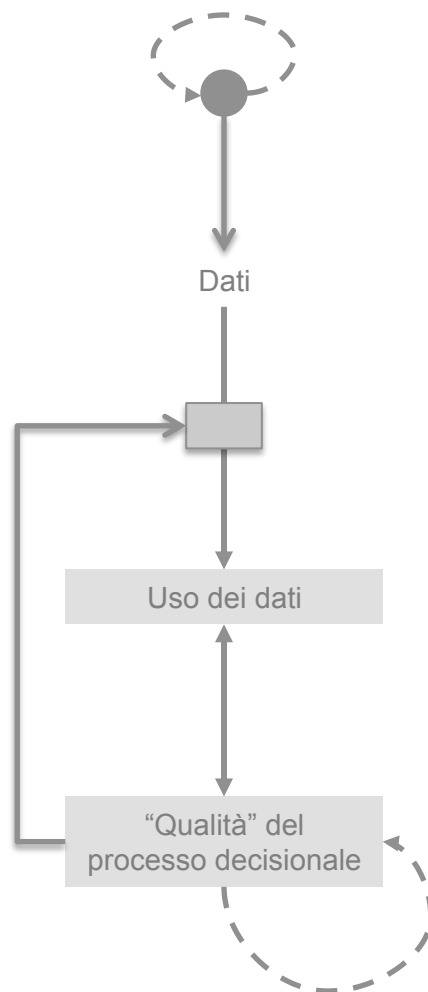 Dati
Uso dei dati
“Qualità” del
processo decisionale